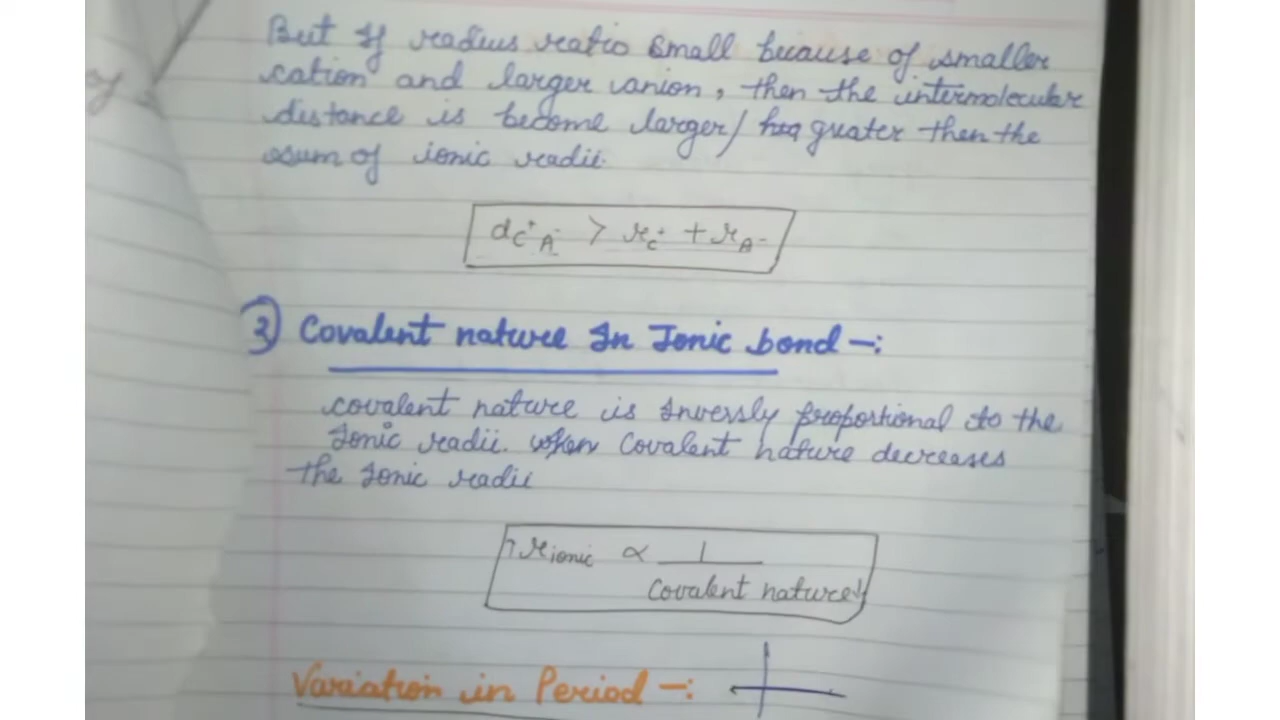 But If radius ratio small because of smaller
cation and larger anion, then the intermolecular
distance is become larger/ greater then the
sum of ionic radii.
dC⁺A⁻ > rC⁺ + rA⁻
3) Covalent nature In Ionic bond -:
covalent nature is Inversly proportional to the
Ionic radii. when Covalent nature decreases
the Ionic radii
↑rionic ∝ 1 / Covalent nature↓
Variation in Period -: